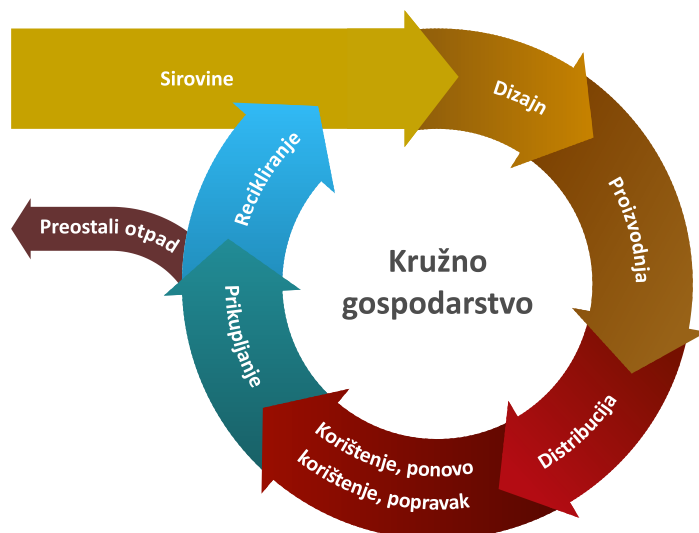 Sirovine
Dizajn
Proizvodnja
Distribucija
Korištenje, ponovo
korištenje, popravak
Prikupljanje
Recikliranje
Preostali otpad
Kružno
gospodarstvo